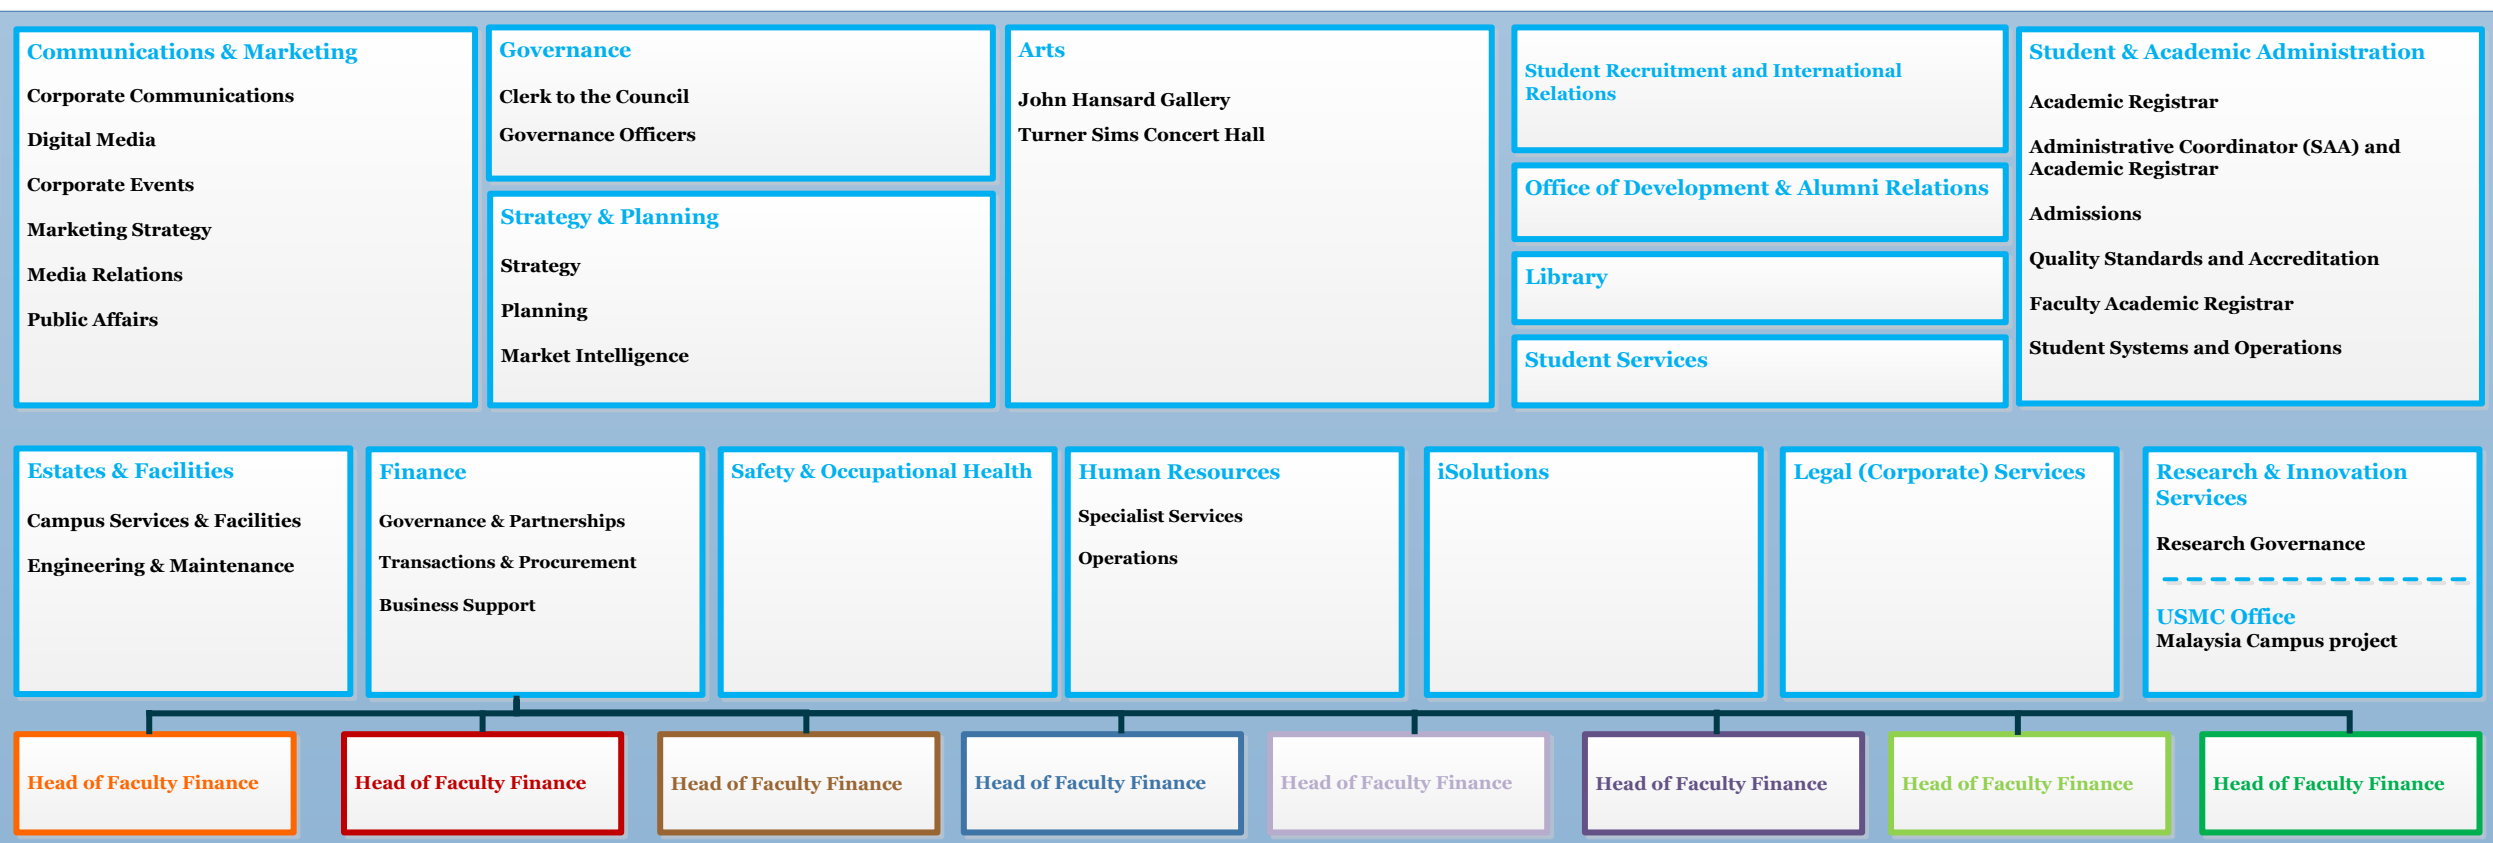 Communications & Marketing
Corporate Communications
Digital Media
Corporate Events
Marketing Strategy
Media Relations
Public Affairs
Governance
Clerk to the Council
Governance Officers
Strategy & Planning
Strategy
Planning
Market Intelligence
Arts
John Hansard Gallery
Turner Sims Concert Hall
Student Recruitment and International
Relations
Office of Development & Alumni Relations
Library
Student Services
Student & Academic Administration
Academic Registrar
Administrative Coordinator (SAA) and
Academic Registrar
Admissions
Quality Standards and Accreditation
Faculty Academic Registrar
Student Systems and Operations
Estates & Facilities
Campus Services & Facilities
Engineering & Maintenance
Finance
Governance & Partnerships
Transactions & Procurement
Business Support
Safety & Occupational Health
Human Resources
Specialist Services
Operations
iSolutions
Legal (Corporate) Services
Research & Innovation
Services
Research Governance
USMC Office
Malaysia Campus project
Head of Faculty Finance
Head of Faculty Finance
Head of Faculty Finance
Head of Faculty Finance
Head of Faculty Finance
Head of Faculty Finance
Head of Faculty Finance
Head of Faculty Finance